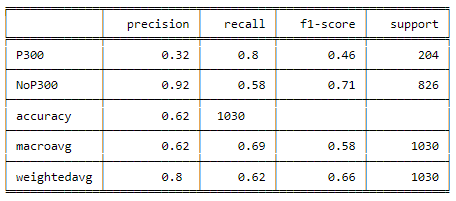 precision recall f1-score support
P300 0.32 0.8 0.46 204
NoP300 0.92 0.58 0.71 826
accuracy 0.62 1030
macroavg 0.62 0.69 0.58 1030
weightedavg 0.8 0.62 0.66 1030